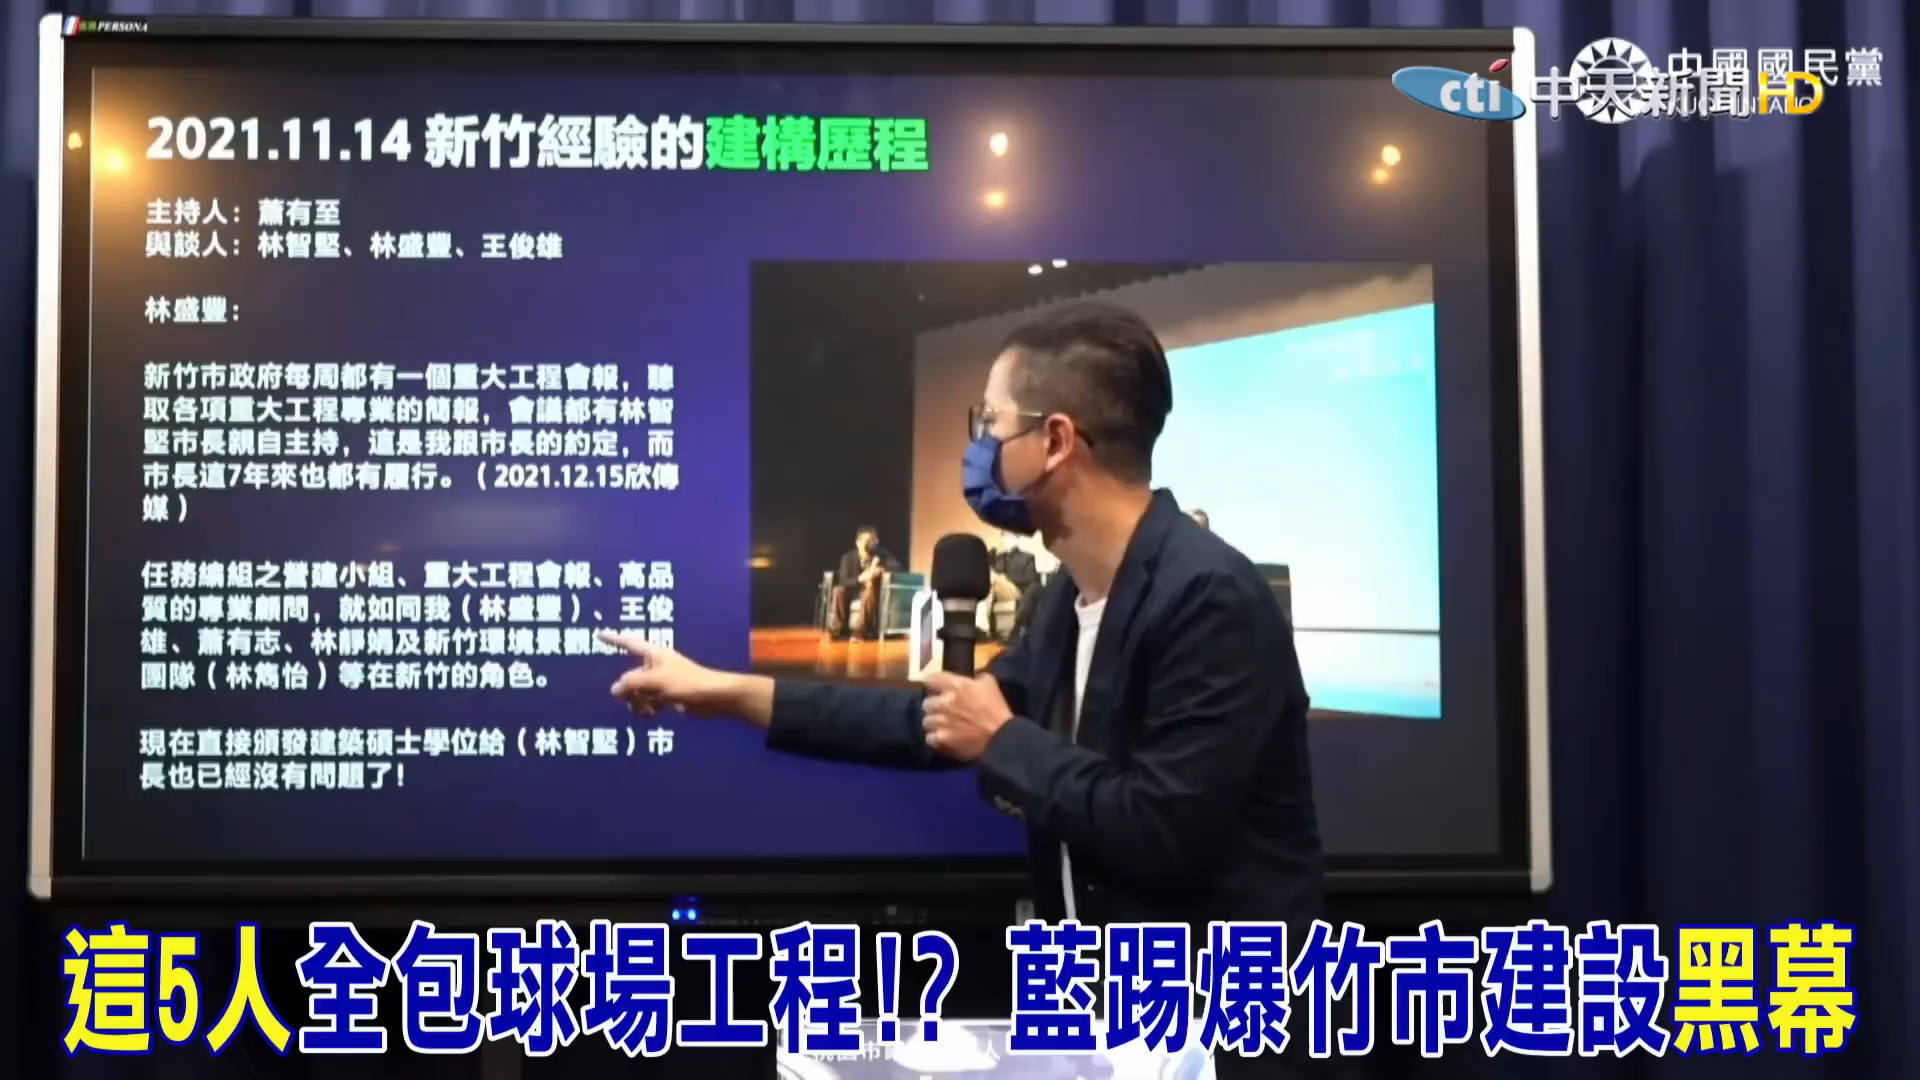 PERSONA
中國國民黨
cti 中天新聞 HD
2021.11.14 新竹經驗的建構歷程
主持人：蕭有至
與談人：林智堅、林盛豐、王俊雄
林盛豐：
新竹市政府每周都有一個重大工程會報，聽
取各項重大工程專業的簡報，會議都有林智
堅市長親自主持，這是我跟市長的約定，而
市長這7年來也都有履行。（2021.12.15欣傳
媒）
任務編組之營建小組、重大工程會報、高品
質的專業顧問，就如同我（林盛豐）、王俊
雄、蕭有志、林靜娟及新竹環境景觀總顧問
團隊（林雋怡）等在新竹的角色。
現在直接頒發建築碩士學位給（林智堅）市
長也已經沒有問題了！
這5人全包球場工程!? 藍踢爆竹市建設黑幕